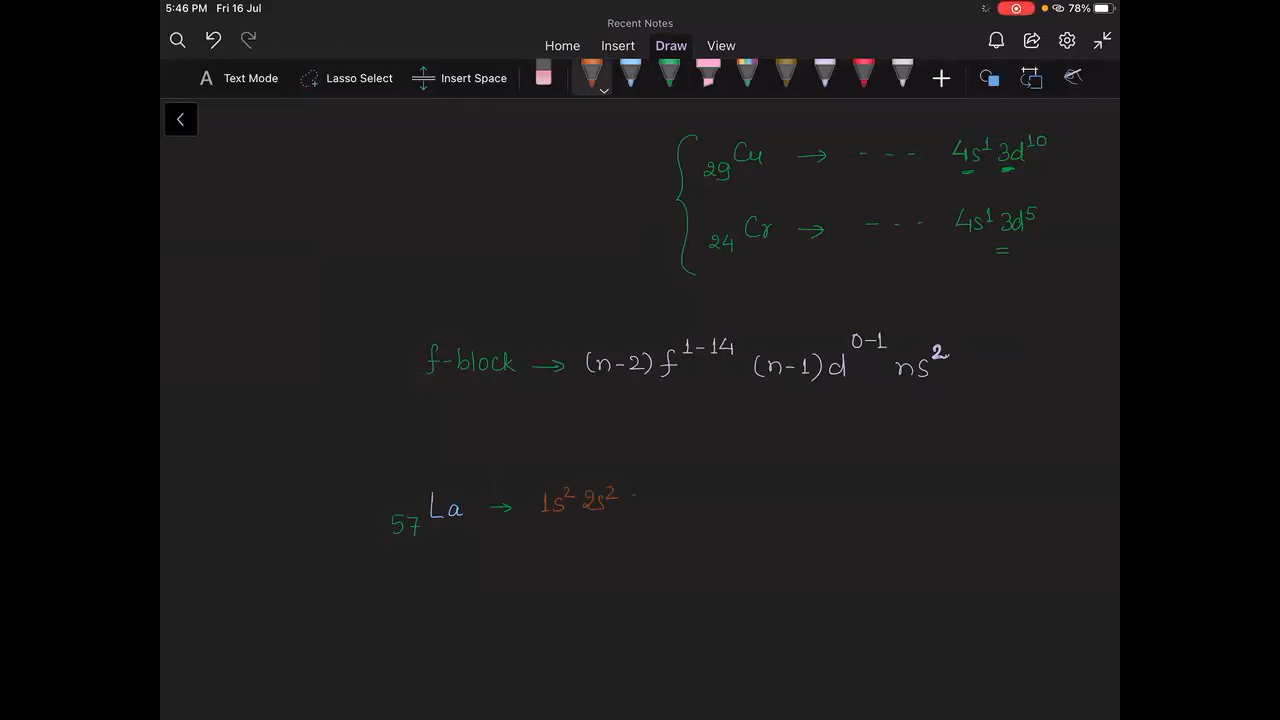 5:46 PM Fri 16 Jul 78%
Recent Notes
Home Insert Draw View
Text Mode Lasso Select Insert Space
₂₉Cu → - - - 4s¹ 3d¹⁰
₂₄Cr → - - - 4s¹ 3d⁵
f-block → (n-2) f¹⁻¹⁴ (n-1) d⁰⁻¹ ns²
₅₇La → 1s² 2s²